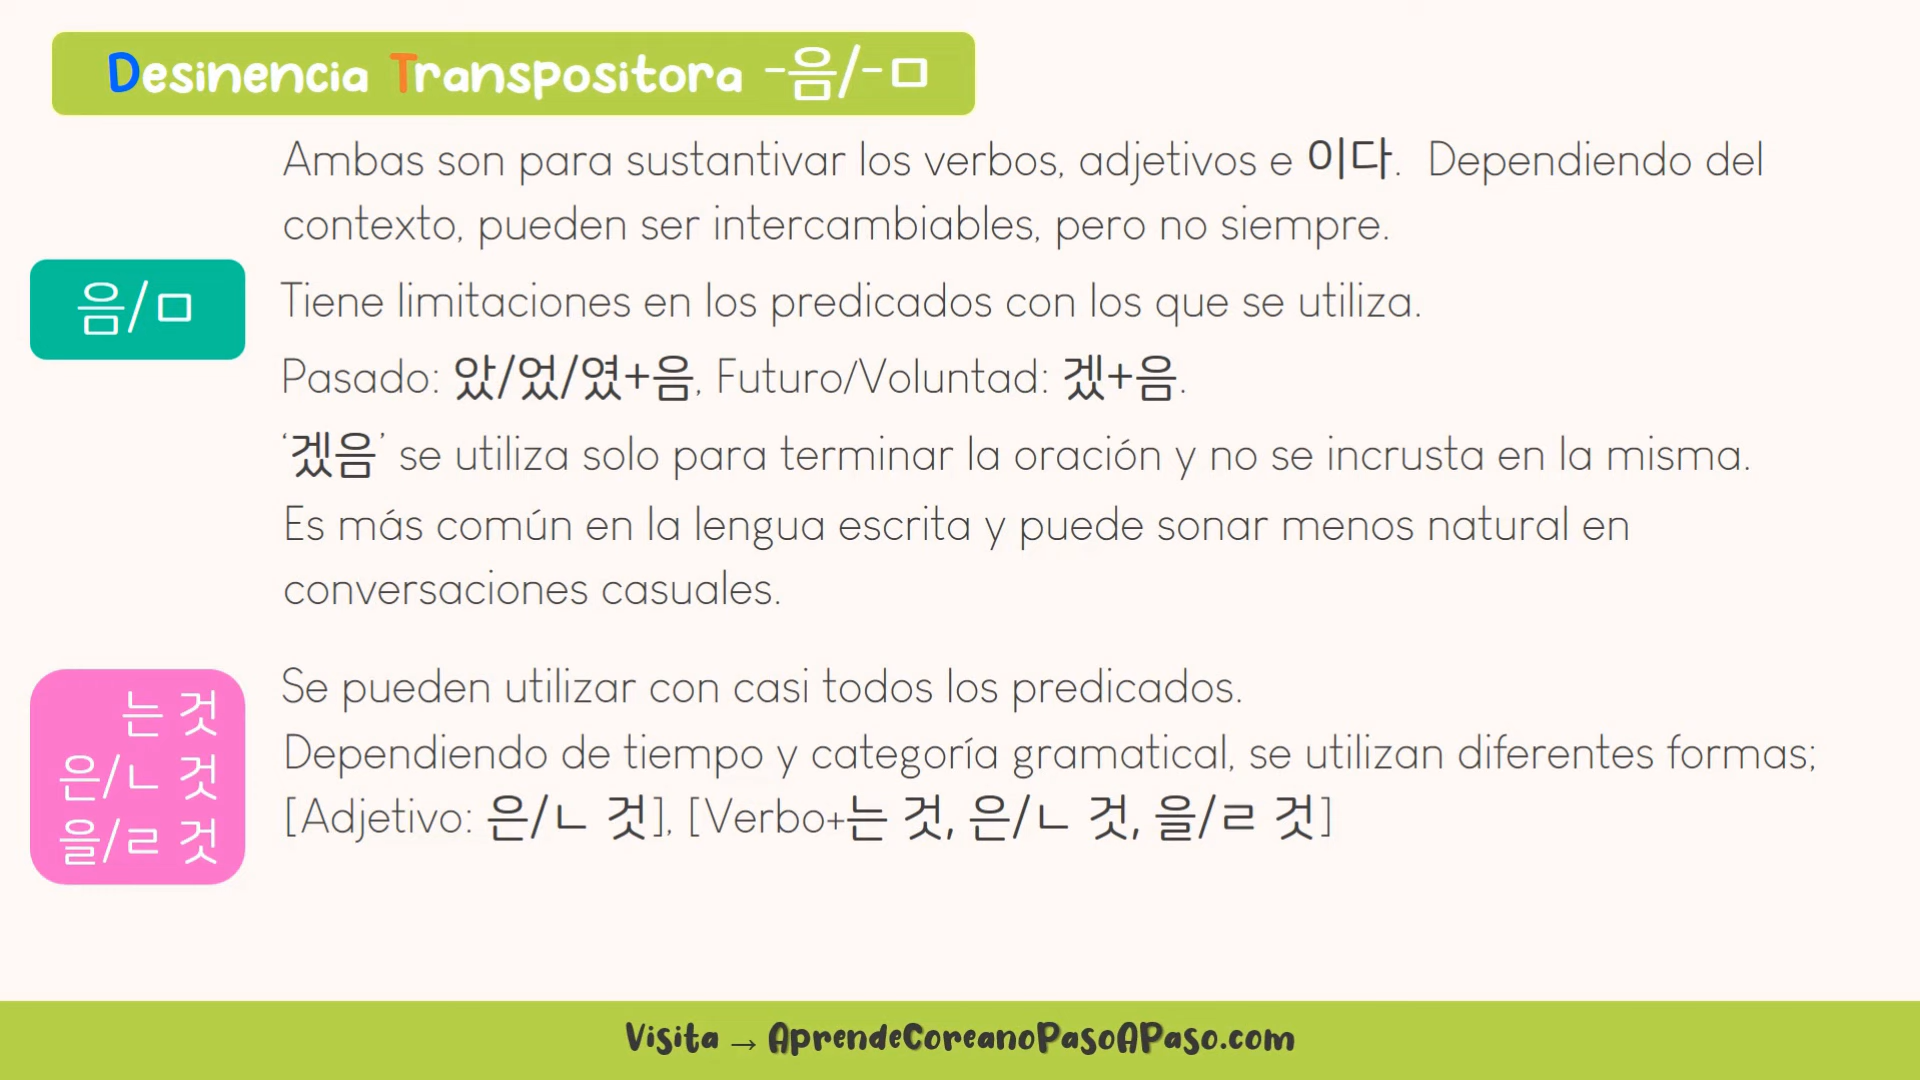 Desinencia Transpositora -음/-ㅁ
Ambas son para sustantivar los verbos, adjetivos e 이다. Dependiendo del
contexto, pueden ser intercambiables, pero no siempre.
음/ㅁ
Tiene limitaciones en los predicados con los que se utiliza.
Pasado: 았/었/였+음, Futuro/Voluntad: 겠+음.
‘겠음’ se utiliza solo para terminar la oración y no se incrusta en la misma.
Es más común en la lengua escrita y puede sonar menos natural en
conversaciones casuales.
는 것
은/ㄴ 것
을/ㄹ 것
Se pueden utilizar con casi todos los predicados.
Dependiendo de tiempo y categoría gramatical, se utilizan diferentes formas;
[Adjetivo: 은/ㄴ 것], [Verbo+는 것, 은/ㄴ 것, 을/ㄹ 것]
Visita → AprendeCoreanoPasoAPaso.com